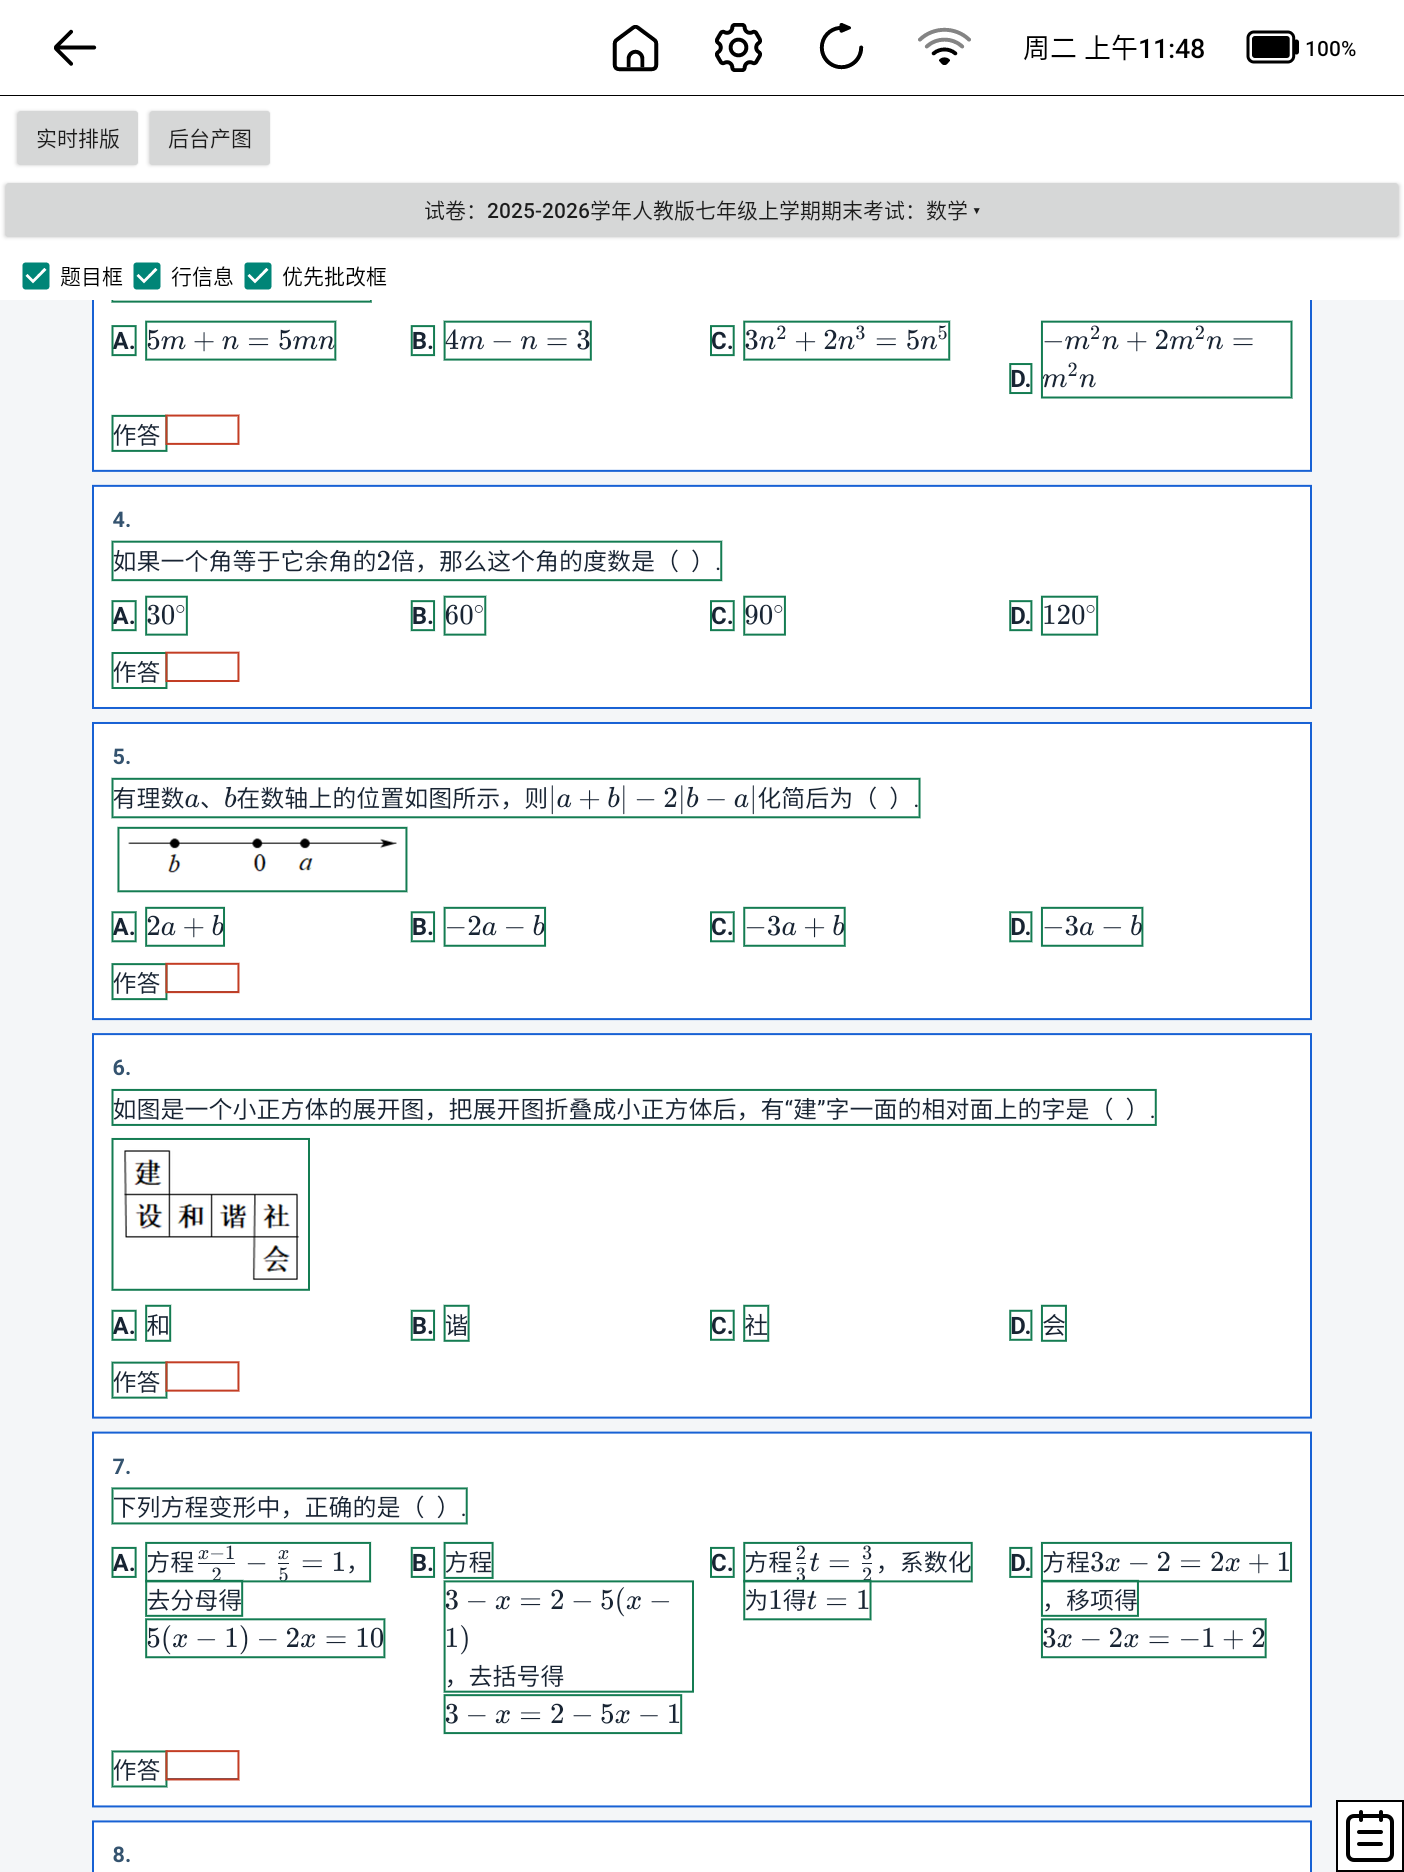 周二 上午11:48 100%
实时排版 后台产图
试卷：2025-2026学年人教版七年级上学期期末考试：数学 ▾
题目框 行信息 优先批改框
A. 5m + n = 5mn B. 4m − n = 3 C. 3n² + 2n³ = 5n⁵ D. −m²n + 2m²n = m²n
作答
4.
如果一个角等于它余角的2倍，那么这个角的度数是（ ）.
A. 30° B. 60° C. 90° D. 120°
作答
5.
有理数a、b在数轴上的位置如图所示，则|a + b| − 2|b − a|化简后为（ ）.
b 0 a
A. 2a + b B. −2a − b C. −3a + b D. −3a − b
作答
6.
如图是一个小正方体的展开图，把展开图折叠成小正方体后，有“建”字一面的相对面上的字是（ ）.
建
设 和 谐 社
会
A. 和 B. 谐 C. 社 D. 会
作答
7.
下列方程变形中，正确的是（ ）.
A. 方程(x−1)/2 − x/5 = 1，
去分母得
5(x − 1) − 2x = 10
B. 方程
3 − x = 2 − 5(x −
1)
，去括号得
3 − x = 2 − 5x − 1
C. 方程2/3 t = 3/2，系数化
为1得t = 1
D. 方程3x − 2 = 2x + 1
，移项得
3x − 2x = −1 + 2
作答
8.